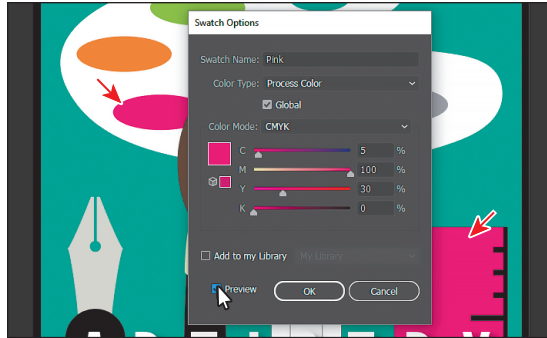 Swatch Options
Swatch Name: Pink
Color Type: Process Color
Global
Color Mode: CMYK
C 5 %
M 100 %
Y 30 %
K 0 %
Add to my Library My Library
Preview OK Cancel